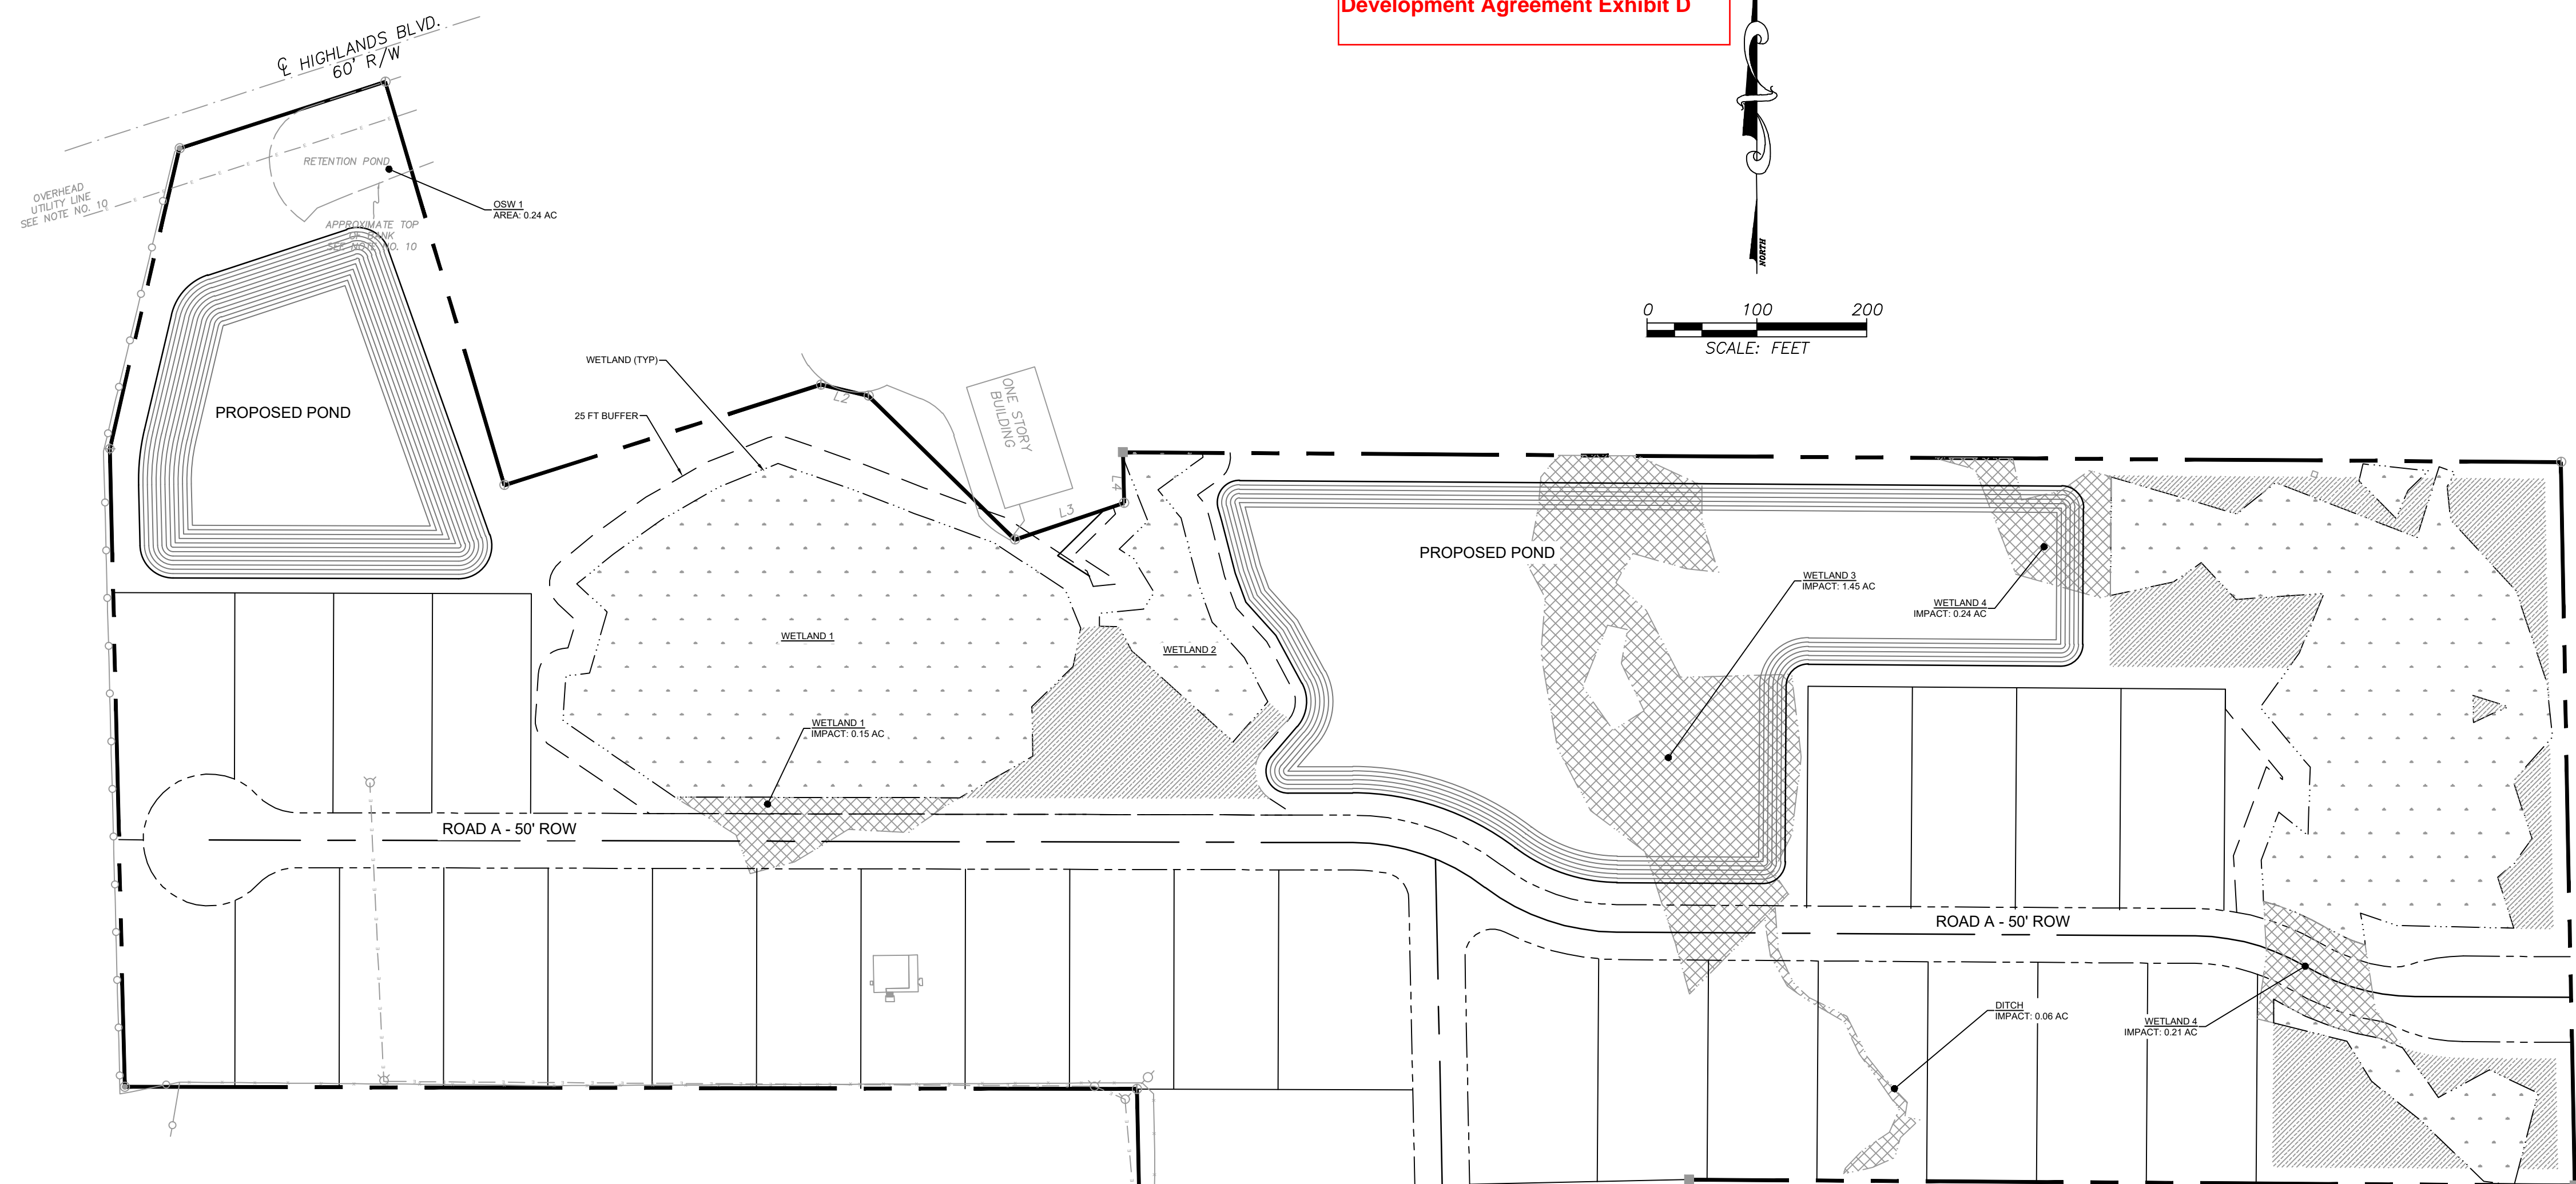 Development Agreement Exhibit D
℄ HIGHLANDS BLVD.
60' R/W
NORTH
RETENTION POND
OVERHEAD
UTILITY LINE
SEE NOTE NO. 10
OSW 1
AREA: 0.24 AC
APPROXIMATE TOP
OF BANK
SEE NOTE NO. 10
0 100 200
SCALE: FEET
WETLAND (TYP)
25 FT BUFFER
L2
ONE STORY
BUILDING
L4
L3
PROPOSED POND
PROPOSED POND
WETLAND 3
IMPACT: 1.45 AC
WETLAND 4
IMPACT: 0.24 AC
WETLAND 1
WETLAND 2
WETLAND 1
IMPACT: 0.15 AC
ROAD A - 50' ROW
ROAD A - 50' ROW
DITCH
IMPACT: 0.06 AC
WETLAND 4
IMPACT: 0.21 AC